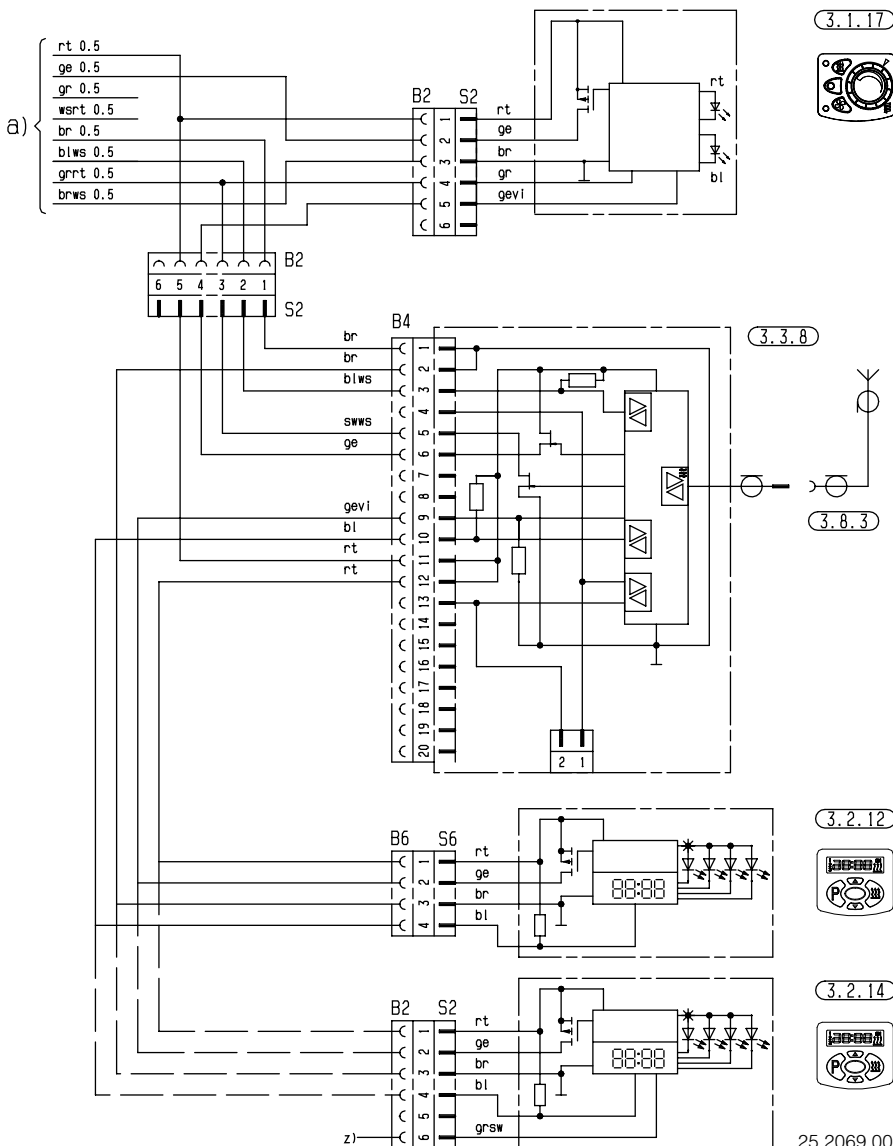 3.1.17
rt 0.5
ge 0.5
gr 0.5
wsrt 0.5
a)
br 0.5
blws 0.5
grrt 0.5
brws 0.5
B2 S2
1 rt
2 ge
3 br
4 gr
5 gevi
6
rt
bl
B2
6 5 4 3 2 1
S2
B4
3.3.8
br 1
br 2
blws 3
4
swws 5
ge 6
7
8
gevi 9
bl 10
rt 11
rt 12
13
14
15
16
17
18
19
20
Hf
3.8.3
2 1
3.2.12
B6 S6
1 rt
2 ge
3 br
4 bl
88:88
P
3.2.14
B2 S2
1 rt
2 ge
3 br
4 bl
5
z) 6 grsw
88:88
P
25 2069 00